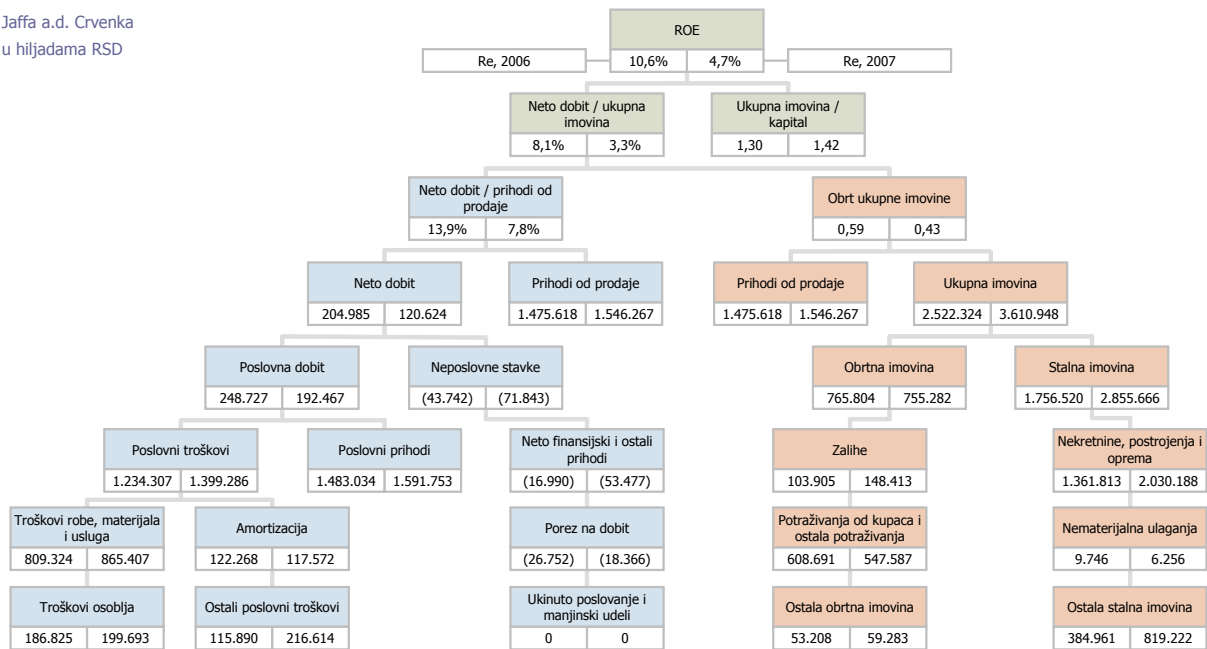 Jaffa a.d. Crvenka
u hiljadama RSD
ROE
Re, 2006
10,6%
4,7%
Re, 2007
Neto dobit / ukupna
imovina
8,1%
3,3%
Ukupna imovina /
kapital
1,30
1,42
Neto dobit / prihodi od
prodaje
13,9%
7,8%
Obrt ukupne imovine
0,59
0,43
Neto dobit
204.985
120.624
Prihodi od prodaje
1.475.618
1.546.267
Prihodi od prodaje
1.475.618
1.546.267
Ukupna imovina
2.522.324
3.610.948
Poslovna dobit
248.727
192.467
Neposlovne stavke
(43.742)
(71.843)
Obrtna imovina
765.804
755.282
Stalna imovina
1.756.520
2.855.666
Poslovni troškovi
1.234.307
1.399.286
Poslovni prihodi
1.483.034
1.591.753
Neto finansijski i ostali
prihodi
(16.990)
(53.477)
Zalihe
103.905
148.413
Nekretnine, postrojenja i
oprema
1.361.813
2.030.188
Troškovi robe, materijala
i usluga
809.324
865.407
Amortizacija
122.268
117.572
Porez na dobit
(26.752)
(18.366)
Potraživanja od kupaca i
ostala potraživanja
608.691
547.587
Nematerijalna ulaganja
9.746
6.256
Troškovi osoblja
186.825
199.693
Ostali poslovni troškovi
115.890
216.614
Ukinuto poslovanje i
manjinski udeli
0
0
Ostala obrtna imovina
53.208
59.283
Ostala stalna imovina
384.961
819.222